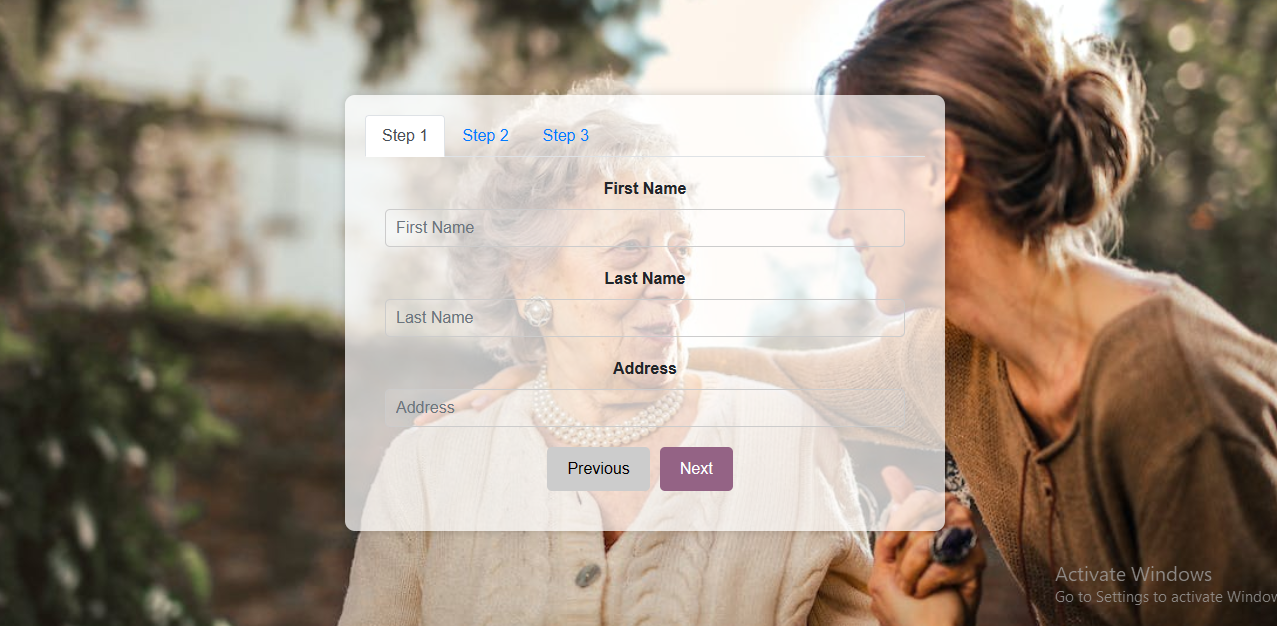 Step 1 Step 2 Step 3
First Name
First Name
Last Name
Last Name
Address
Address
Previous Next
Activate Windows
Go to Settings to activate Window